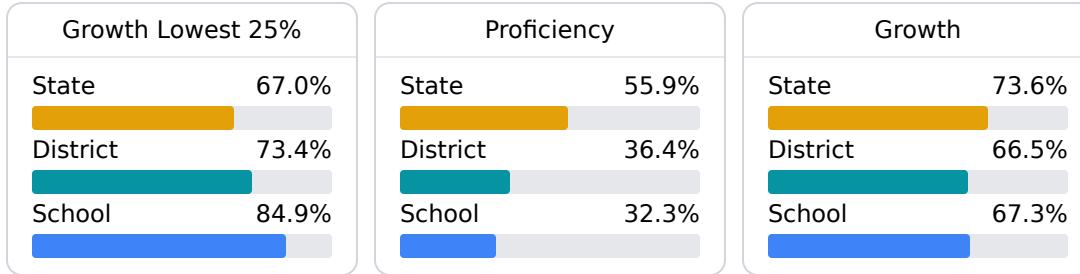 Growth Lowest 25%
State 67.0%
District 73.4%
School 84.9%
Proficiency
State 55.9%
District 36.4%
School 32.3%
Growth
State 73.6%
District 66.5%
School 67.3%